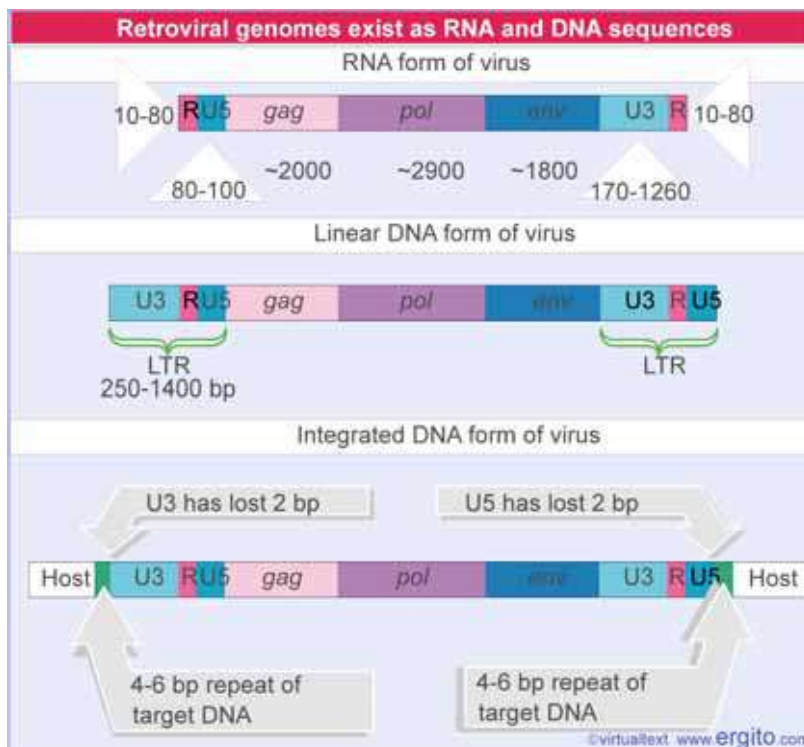 Retroviral genomes exist as RNA and DNA sequences
RNA form of virus
10-80 R U5 gag pol env U3 R 10-80
~2000 ~2900 ~1800
80-100 170-1260
Linear DNA form of virus
U3 R U5 gag pol env U3 R U5
LTR LTR
250-1400 bp
Integrated DNA form of virus
U3 has lost 2 bp U5 has lost 2 bp
Host U3 R U5 gag pol env U3 R U5 Host
4-6 bp repeat of 4-6 bp repeat of
target DNA target DNA
©virtualtext www.ergito.com